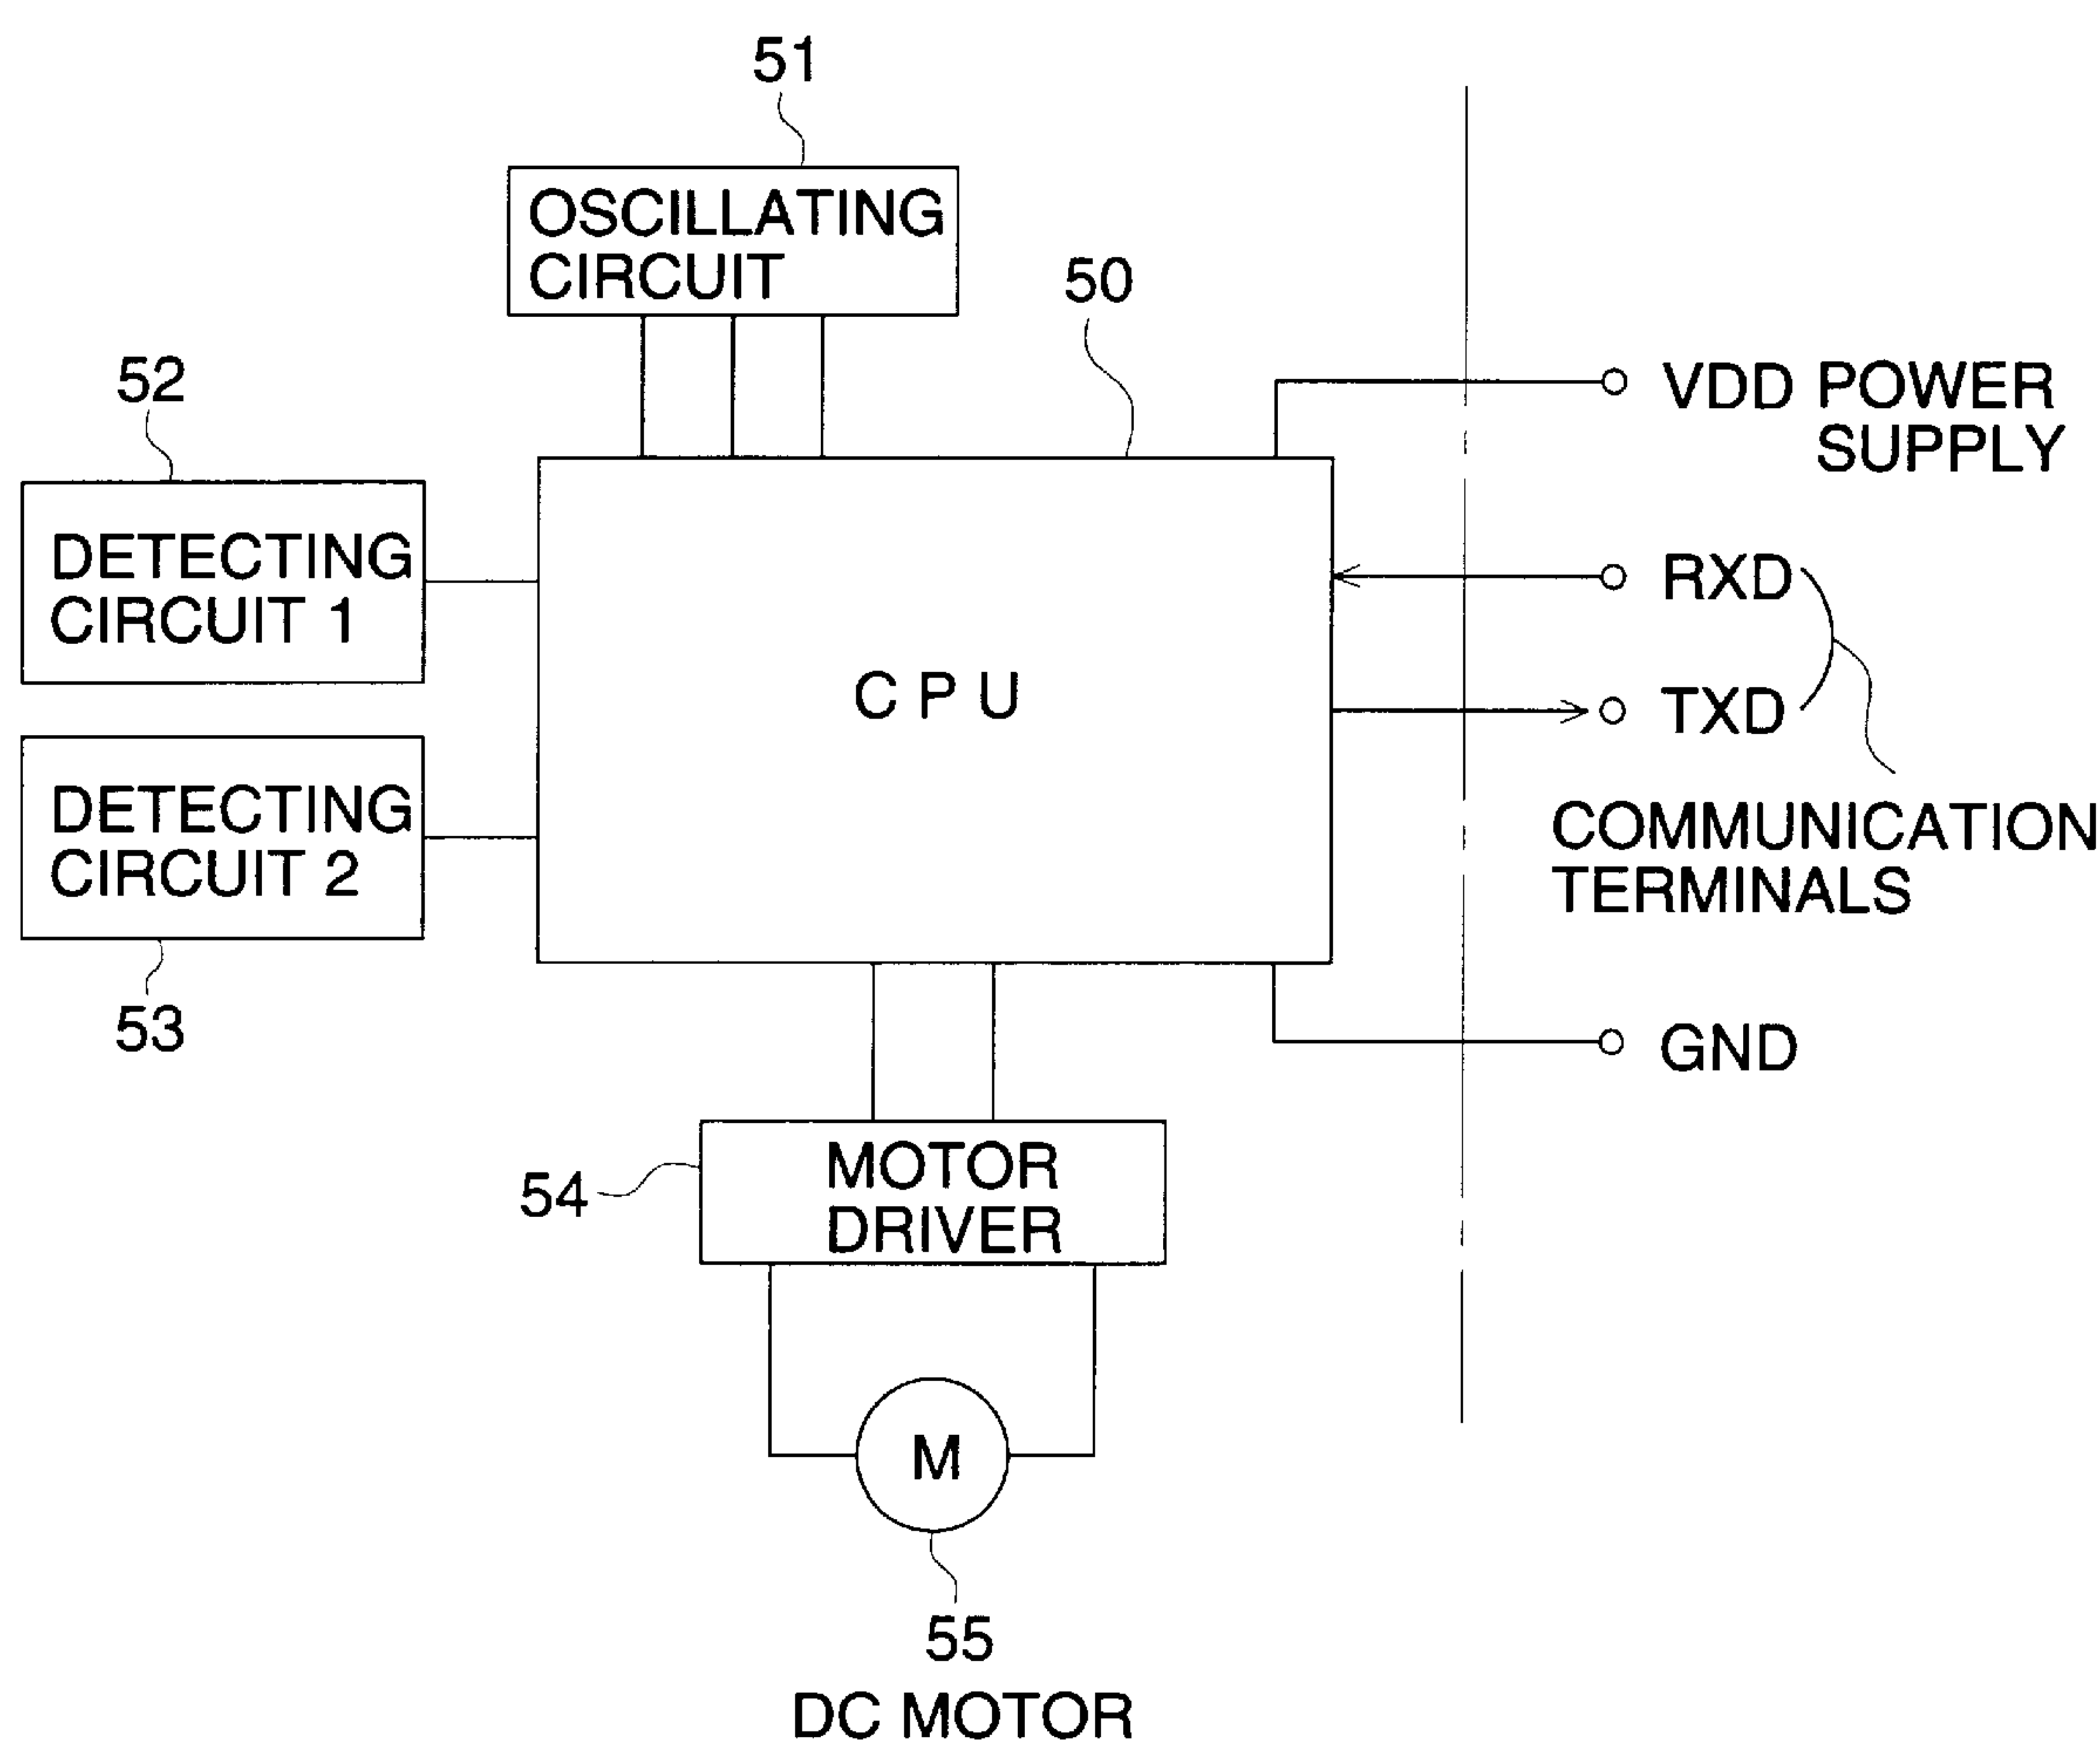 51
OSCILLATING
CIRCUIT
50
52
VDD POWER
SUPPLY
DETECTING
CIRCUIT 1
RXD
CPU
TXD
DETECTING
CIRCUIT 2
COMMUNICATION
TERMINALS
53
GND
54
MOTOR
DRIVER
M
55
DC MOTOR